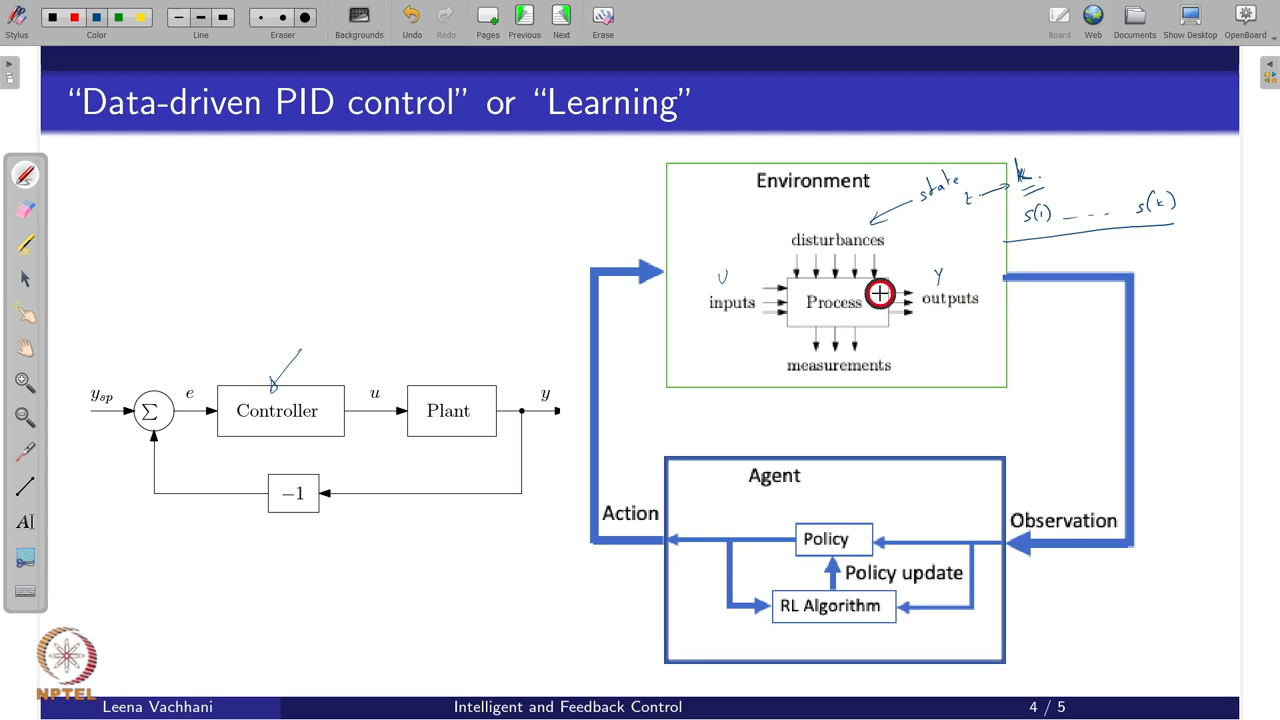 Stylus
Color
Line
Eraser
Backgrounds
Undo
Redo
Pages
Previous
Next
Erase
Board
Web
Documents
Show Desktop
OpenBoard
“Data-driven PID control” or “Learning”
Environment
state
t
k.
s(1) _ . . . s(k)
disturbances
U
Y
inputs
Process
outputs
measurements
y_sp
Σ
e
Controller
u
Plant
y
−1
Agent
Action
Observation
Policy
Policy update
RL Algorithm
NPTEL
Leena Vachhani
Intelligent and Feedback Control
4 / 5